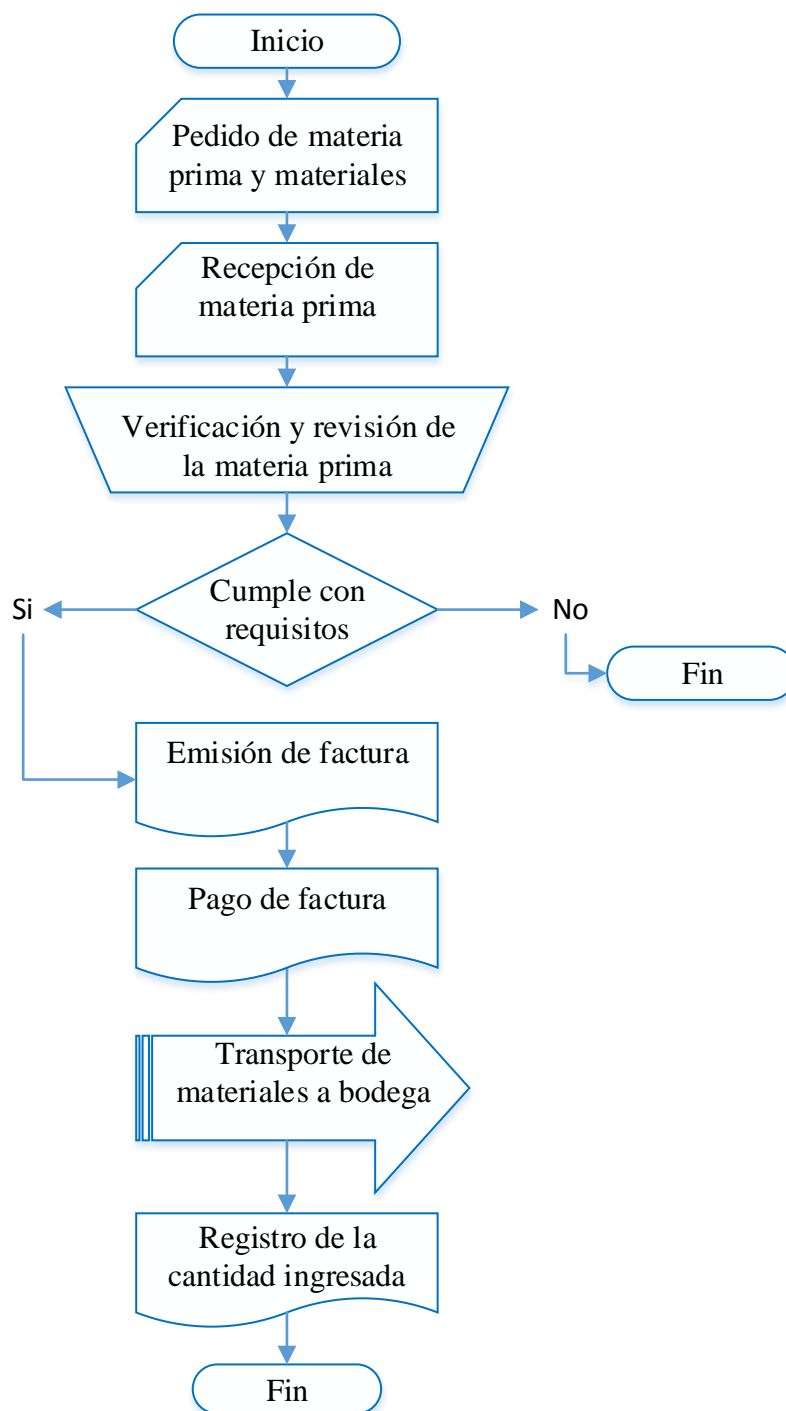 Inicio
Pedido de materia
prima y materiales
Recepción de
materia prima
Verificación y revisión de
la materia prima
Cumple con
requisitos
Si
No
Fin
Emisión de factura
Pago de factura
Transporte de
materiales a bodega
Registro de la
cantidad ingresada
Fin